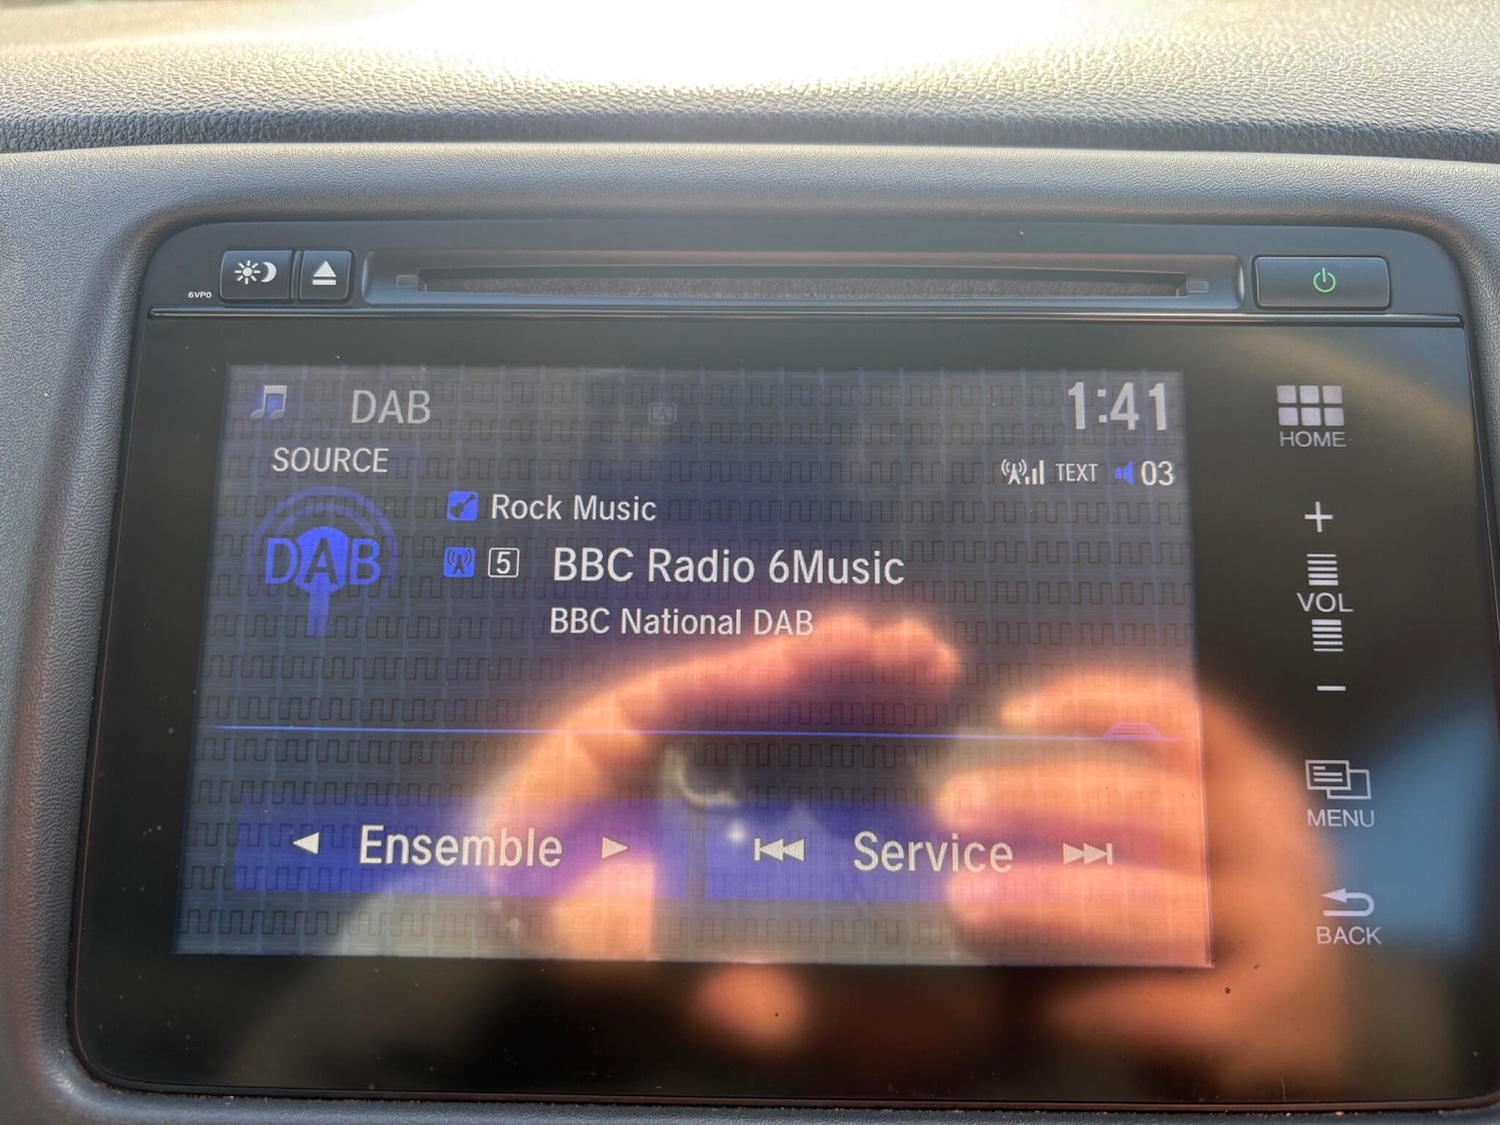 6VP0
DAB
1:41
SOURCE
TEXT 03
Rock Music
DAB
5 BBC Radio 6Music
BBC National DAB
Ensemble
Service
HOME
+
VOL
−
MENU
BACK